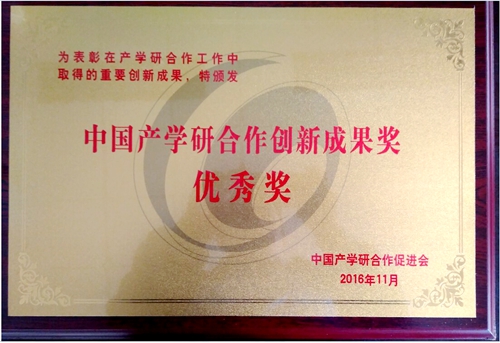 为表彰在产学研合作工作中
取得的重要创新成果、特颁发
中国产学研合作创新成果奖
优秀奖
中国产学研合作促进会
2016年11月